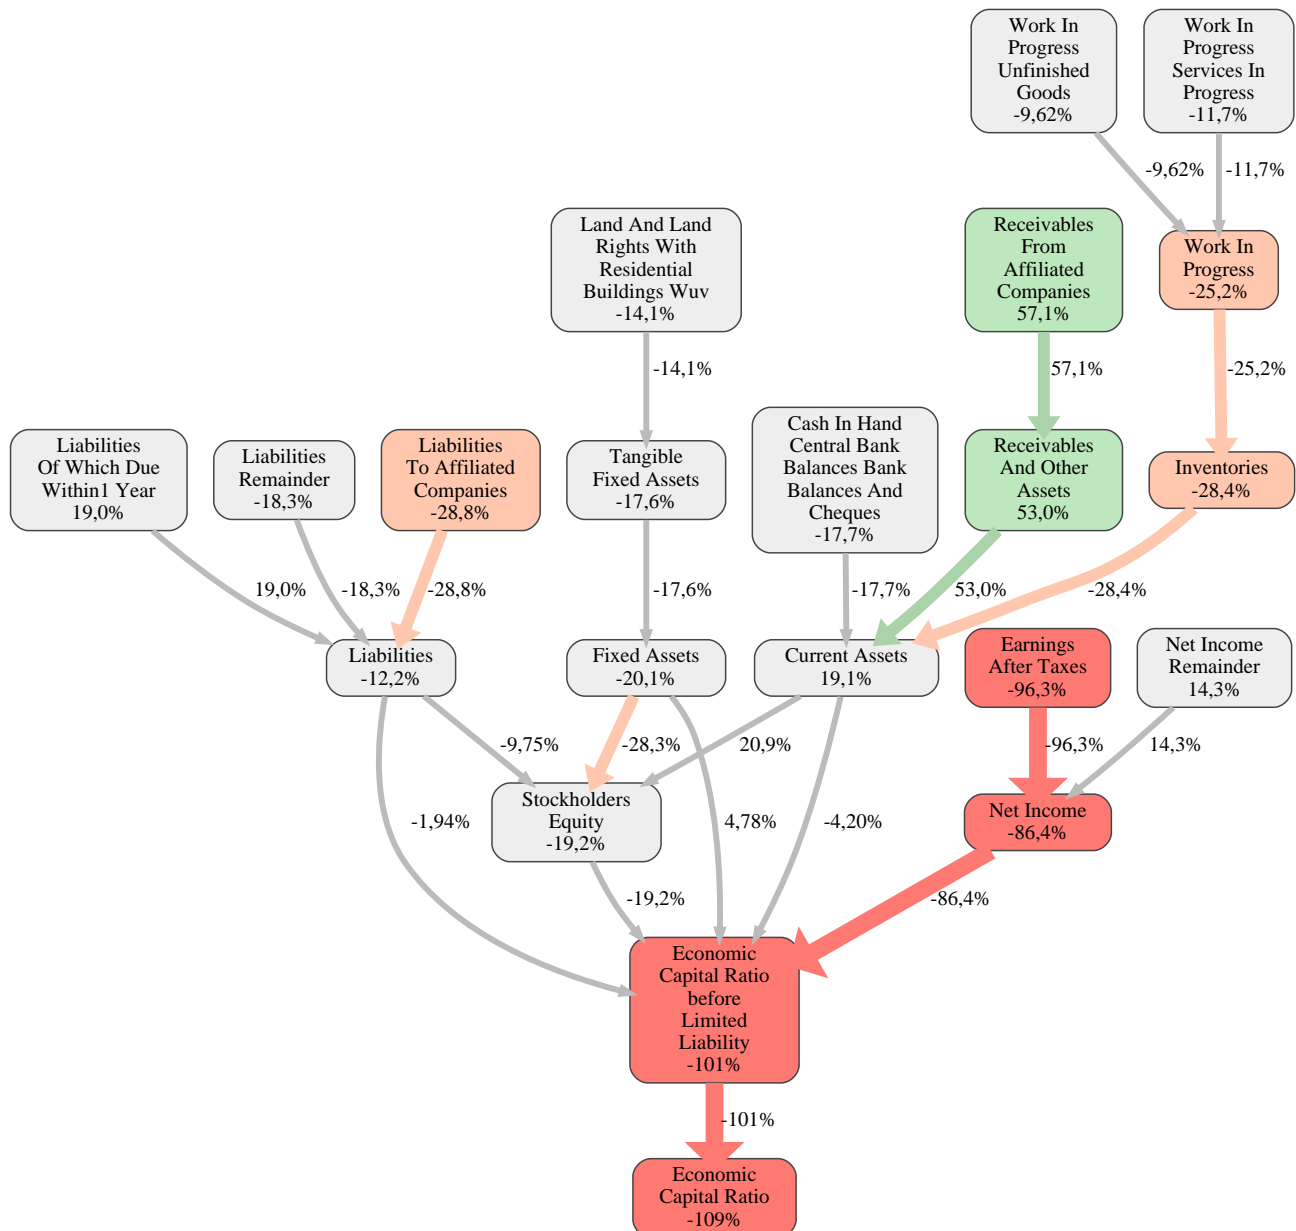 Work In
Progress
Unfinished
Goods
-9,62%
Work In
Progress
Services In
Progress
-11,7%
-9,62%
-11,7%
Land And Land
Rights With
Residential
Buildings Wuv
-14,1%
Receivables
From
Affiliated
Companies
57,1%
Work In
Progress
-25,2%
-14,1%
57,1%
-25,2%
Liabilities
Of Which Due
Within1 Year
19,0%
Liabilities
Remainder
-18,3%
Liabilities
To Affiliated
Companies
-28,8%
Tangible
Fixed Assets
-17,6%
Cash In Hand
Central Bank
Balances Bank
Balances And
Cheques
-17,7%
Receivables
And Other
Assets
53,0%
Inventories
-28,4%
19,0%
-18,3%
-28,8%
-17,6%
-17,7%
53,0%
-28,4%
Liabilities
-12,2%
Fixed Assets
-20,1%
Current Assets
19,1%
Earnings
After Taxes
-96,3%
Net Income
Remainder
14,3%
-9,75%
-28,3%
20,9%
-96,3%
14,3%
Stockholders
Equity
-19,2%
Net Income
-86,4%
-1,94%
4,78%
-4,20%
-19,2%
-86,4%
Economic
Capital Ratio
before
Limited
Liability
-101%
-101%
Economic
Capital Ratio
-109%